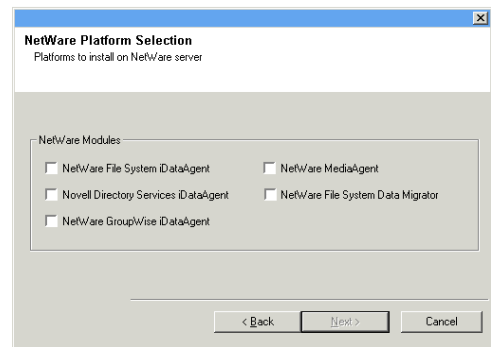 NetWare Platform Selection
Platforms to install on NetWare server
NetWare Modules
NetWare File System iDataAgent
NetWare MediaAgent
Novell Directory Services iDataAgent
NetWare File System Data Migrator
NetWare GroupWise iDataAgent
< Back
Next >
Cancel